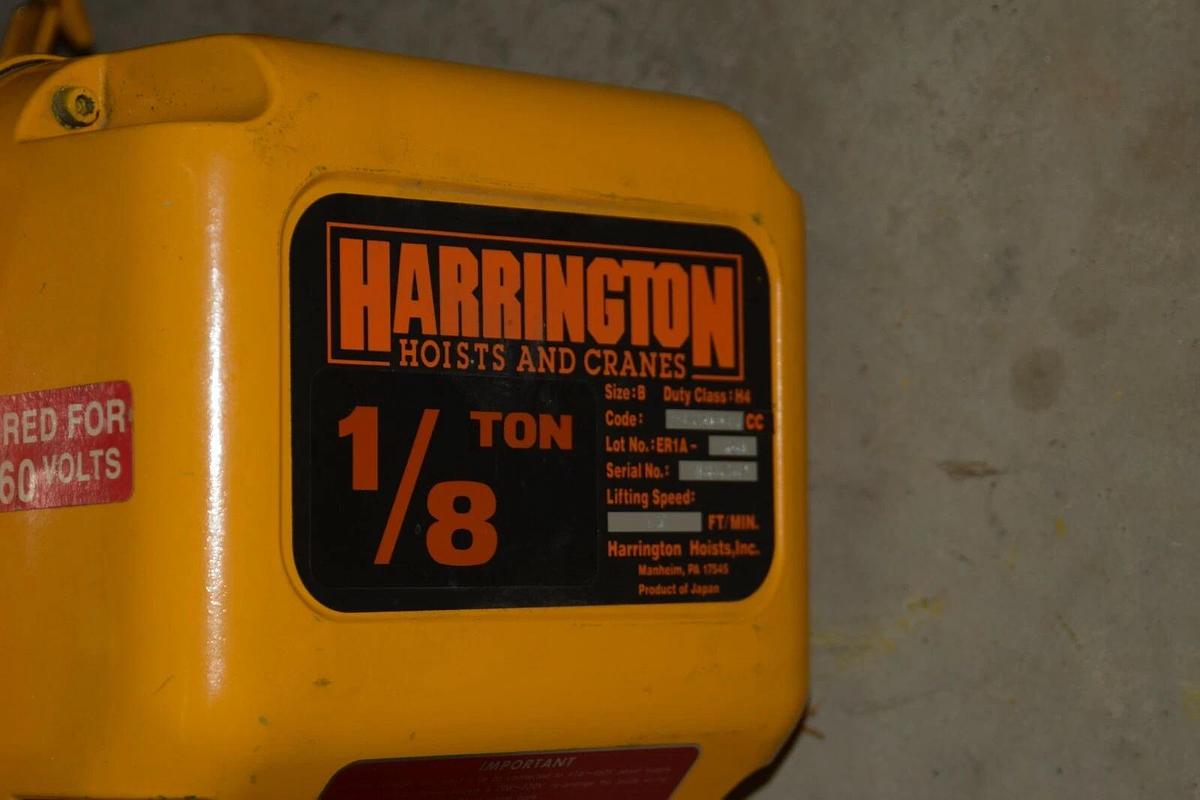 HARRINGTON
HOISTS AND CRANES
1/8 TON
Size:B Duty Class:H4
Code: CC
Lot No.:ER1A-
Serial No.:
Lifting Speed:
FT/MIN.
Harrington Hoists,Inc.
Manheim, PA 17545
Product of Japan
RED FOR
60 VOLTS
IMPORTANT